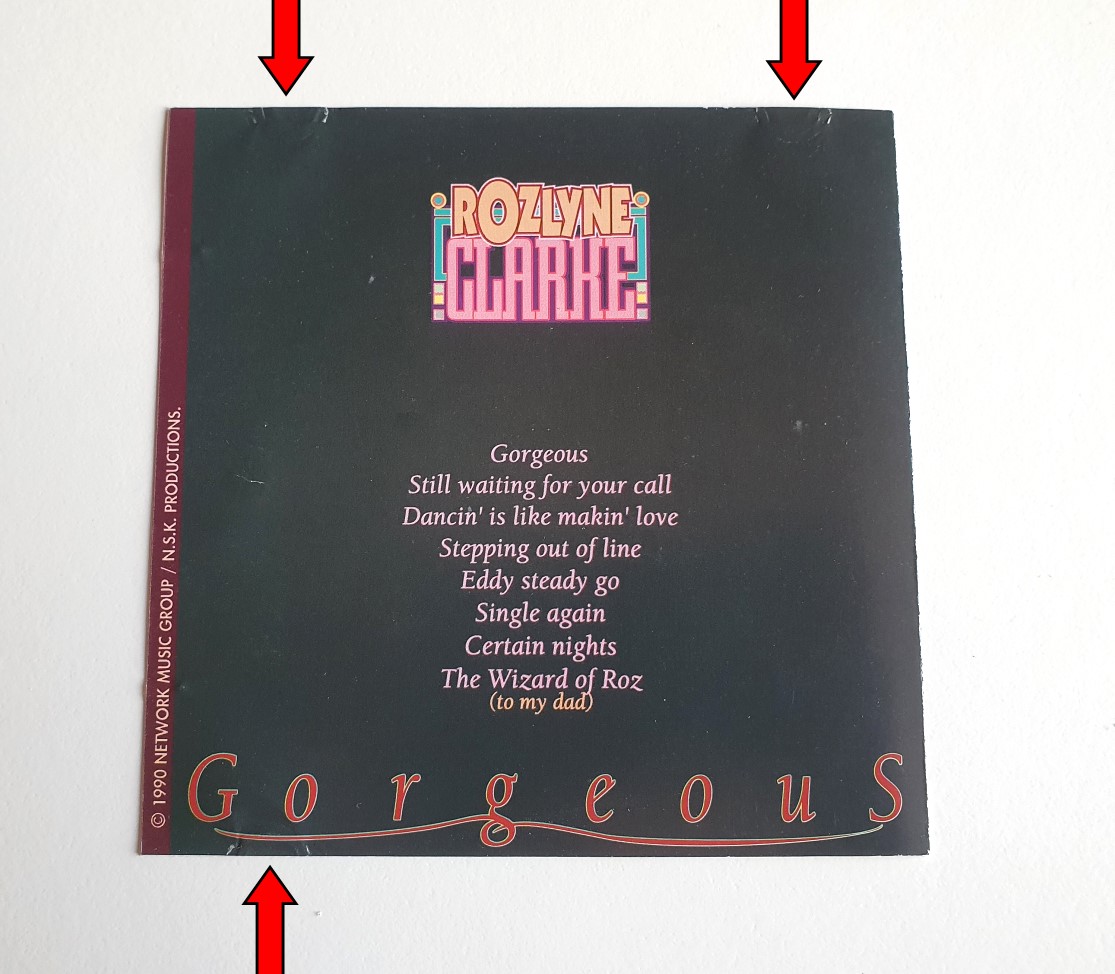 ROZLYNE
CLARKE
Gorgeous
Still waiting for your call
Dancin' is like makin' love
Stepping out of line
Eddy steady go
Single again
Certain nights
The Wizard of Roz
(to my dad)
GorgeouS
© 1990 NETWORK MUSIC GROUP / N.S.K. PRODUCTIONS.